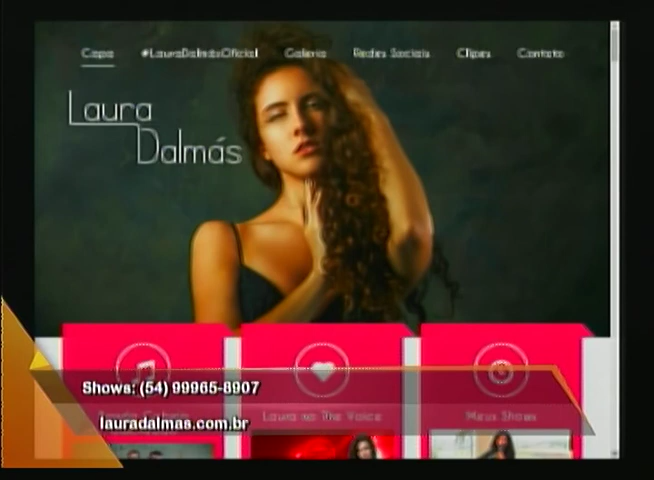 Capa #LauraDalmásOficial Galeria Redes Sociais Clipes Contato
Laura
Dalmás
Laura no The Voice
Meus Shows
Shows: (54) 99965-8907
lauradalmas.com.br